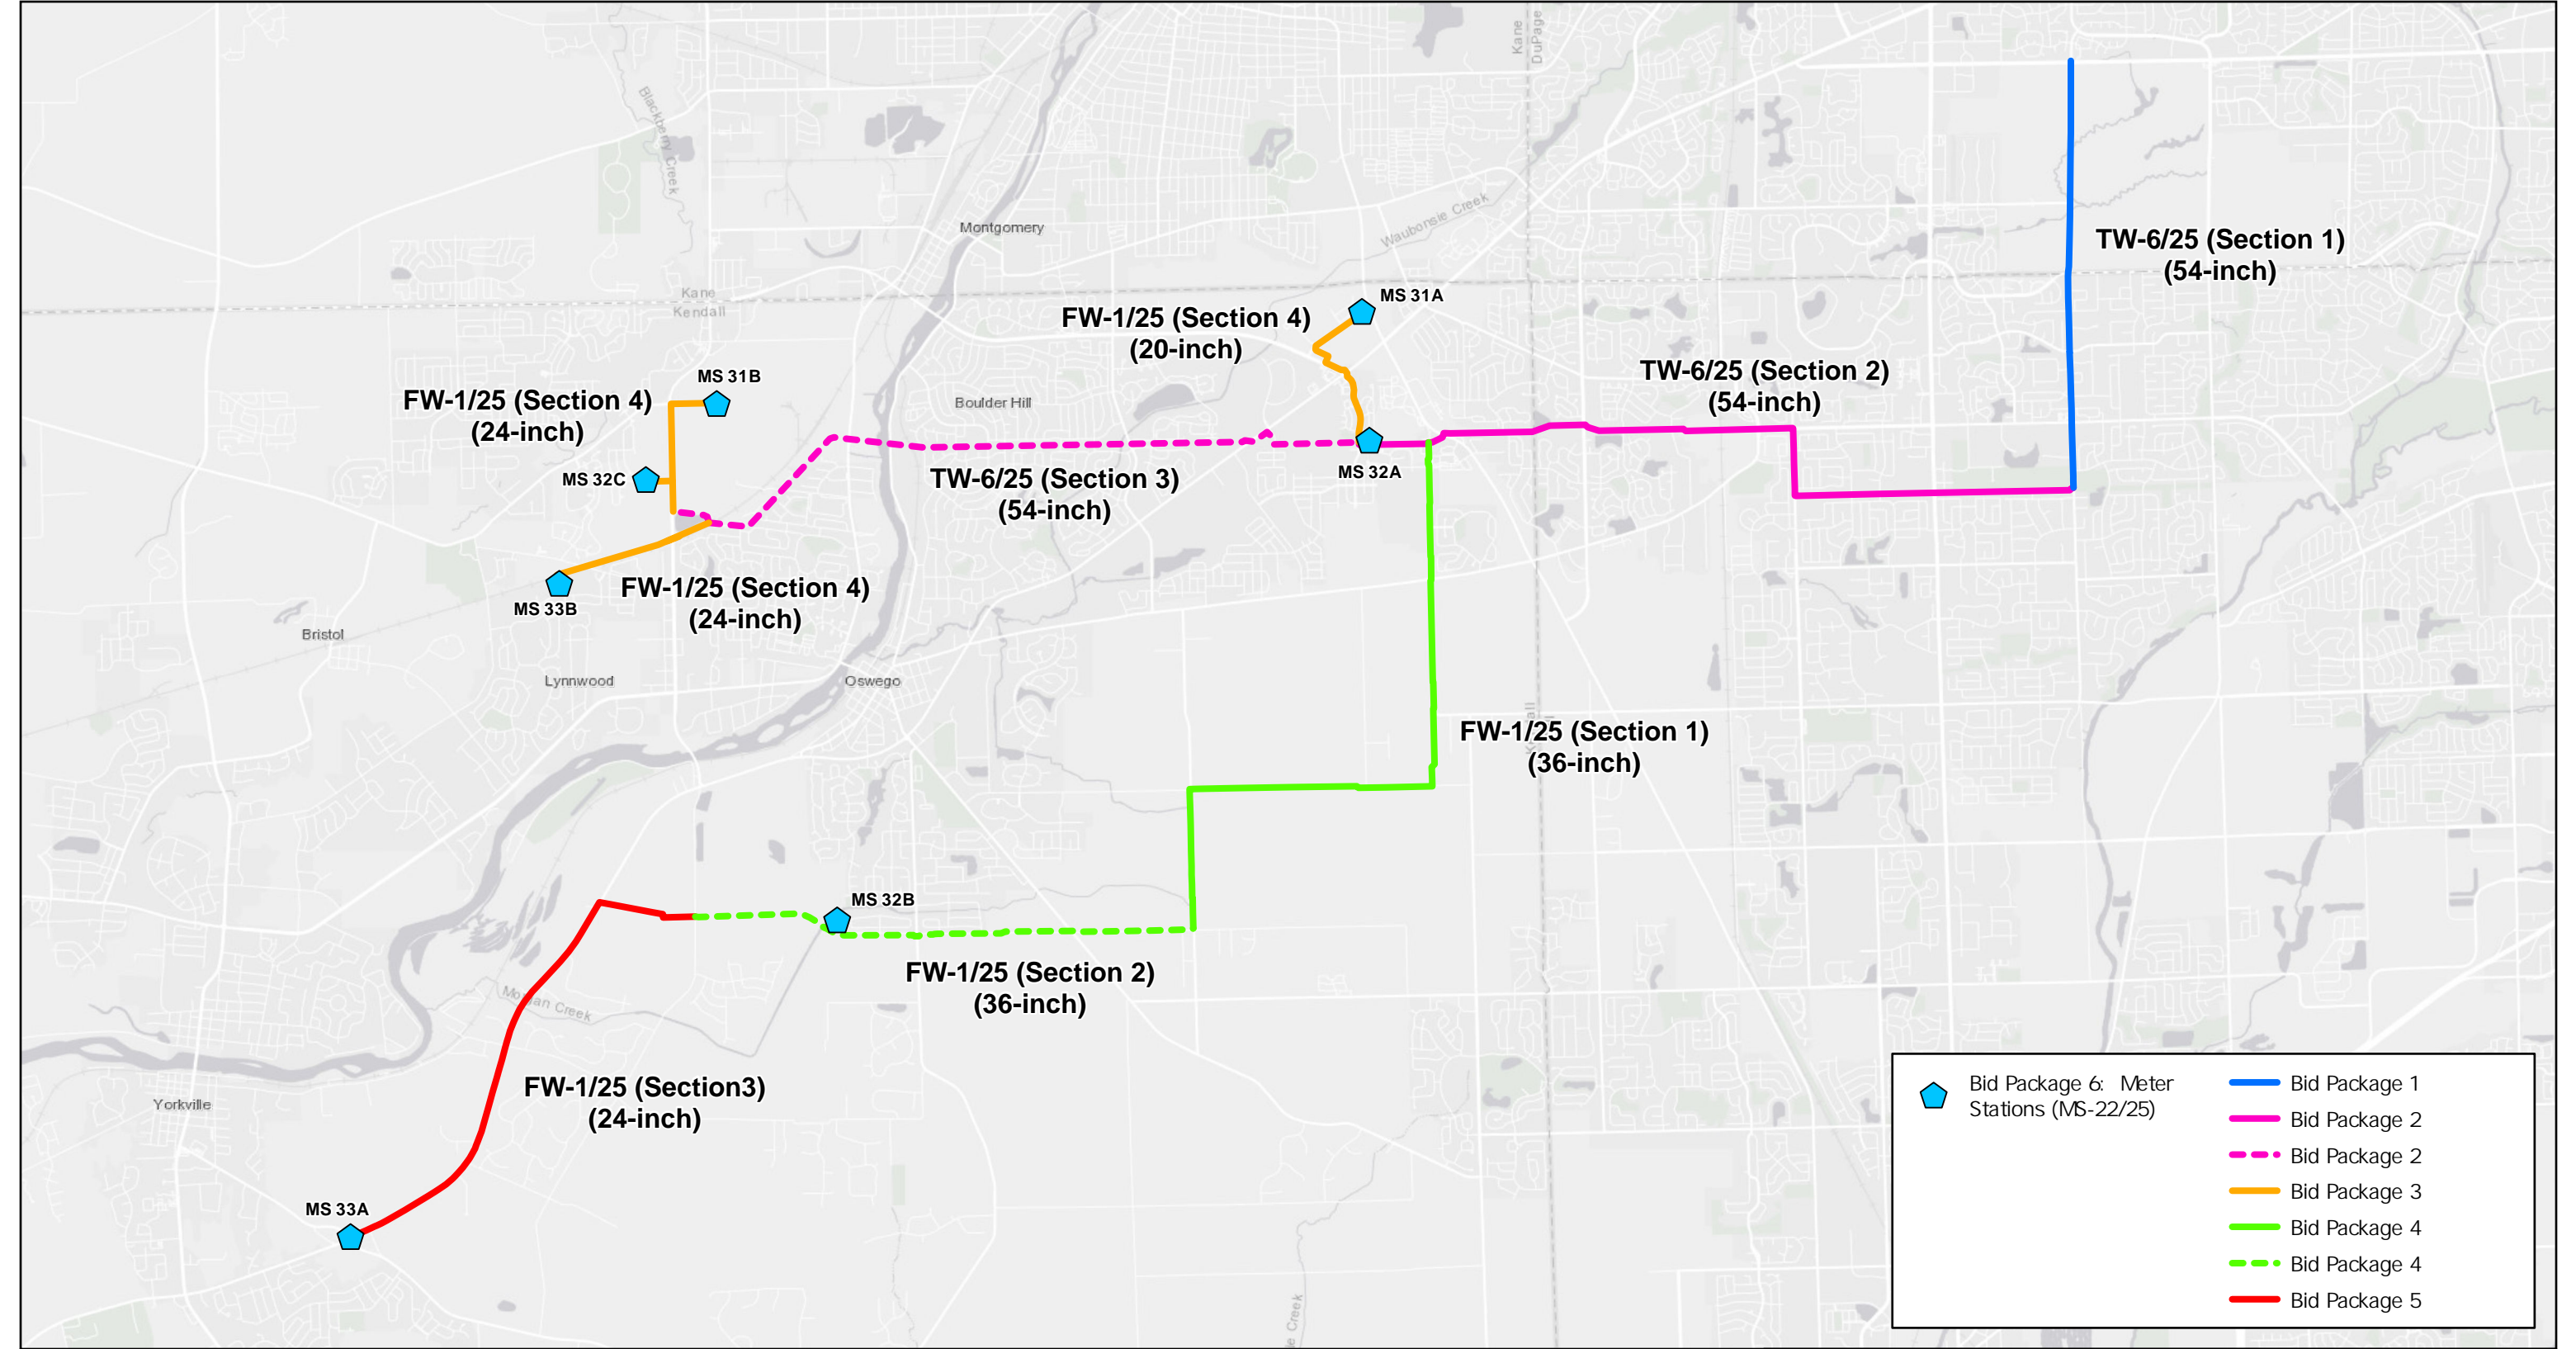 Kane
DuPage
Blackberry Creek
Montgomery
Waubonsie Creek
TW-6/25 (Section 1)
(54-inch)
Kane
Kendall
MS 31A
FW-1/25 (Section 4)
(20-inch)
TW-6/25 (Section 2)
(54-inch)
MS 31B
FW-1/25 (Section 4)
(24-inch)
Boulder Hill
MS 32C
TW-6/25 (Section 3)
(54-inch)
MS 32A
MS 33B
FW-1/25 (Section 4)
(24-inch)
Bristol
Lynnwood
Oswego
FW-1/25 (Section 1)
(36-inch)
MS 32B
FW-1/25 (Section 2)
(36-inch)
Morgan Creek
FW-1/25 (Section3)
(24-inch)
Yorkville
MS 33A
Creek
Bid Package 6: Meter
Stations (MS-22/25)
Bid Package 1
Bid Package 2
Bid Package 2
Bid Package 3
Bid Package 4
Bid Package 4
Bid Package 5